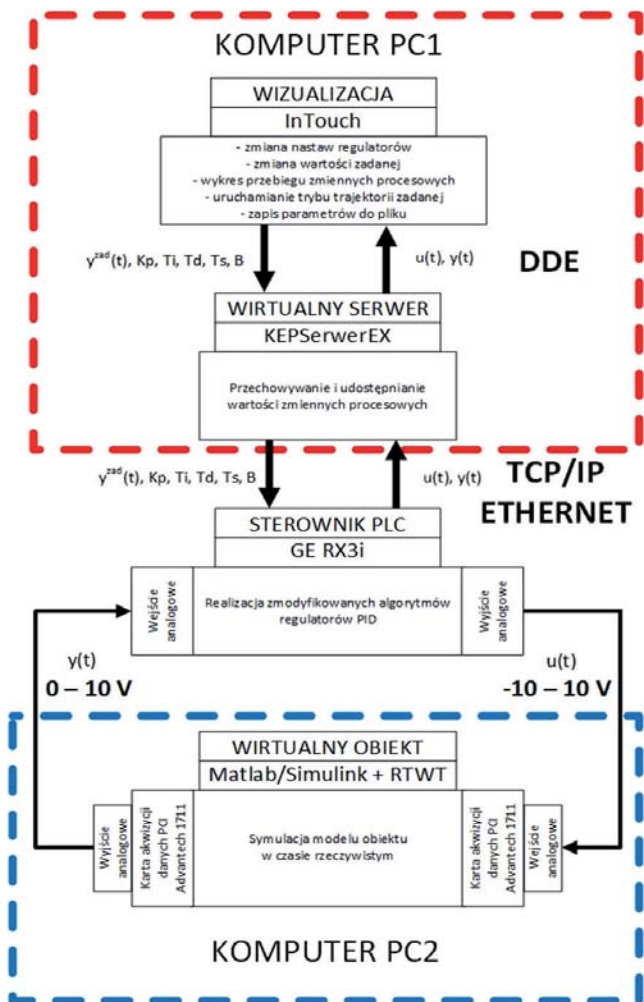 KOMPUTER PC1
WIZUALIZACJA
InTouch
- zmiana nastaw regulatorów
- zmiana wartości zadanej
- wykres przebiegu zmiennych procesowych
- uruchamianie trybu trajektorii zadanej
- zapis parametrów do pliku
y^zad(t), Kp, Ti, Td, Ts, B
u(t), y(t)
DDE
WIRTUALNY SERWER
KEPSerwerEX
Przechowywanie i udostępnianie
wartości zmiennych procesowych
y^zad(t), Kp, Ti, Td, Ts, B
u(t), y(t)
TCP/IP
ETHERNET
STEROWNIK PLC
GE RX3i
Wejście
analogowe
Realizacja zmodyfikowanych algorytmów
regulatorów PID
Wyjście
analogowe
y(t)
0 – 10 V
u(t)
-10 – 10 V
WIRTUALNY OBIEKT
Matlab/Simulink + RTWT
Wyjście
analogowe
Karta akwizycji
danych PCI
Advantech 1711
Symulacja modelu obiektu
w czasie rzeczywistym
Karta akwizycji
danych PCI
Advantech 1711
Wejście
analogowe
KOMPUTER PC2